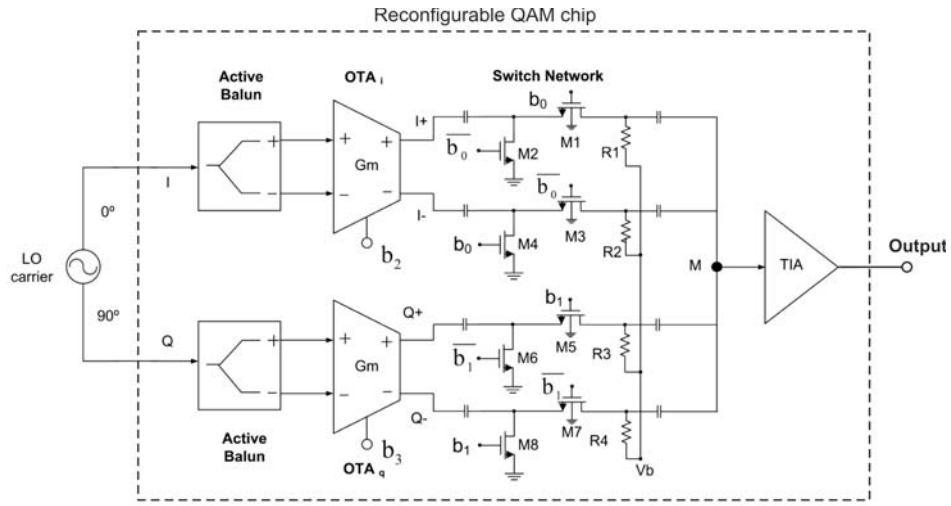 Reconfigurable QAM chip
Active
Balun
OTA i
Switch Network
b0
I+
+
+
+
Gm
M1
b0
M2
R1
I
−
−
−
b0
0º
I-
M3
b0
M4
R2
b2
LO
carrier
M
TIA
Output
90º
Q+
b1
Q
+
+
+
M5
Gm
b1
M6
R3
b1
−
−
−
Q-
M7
b1
M8
R4
Active
Balun
b3
OTA q
Vb